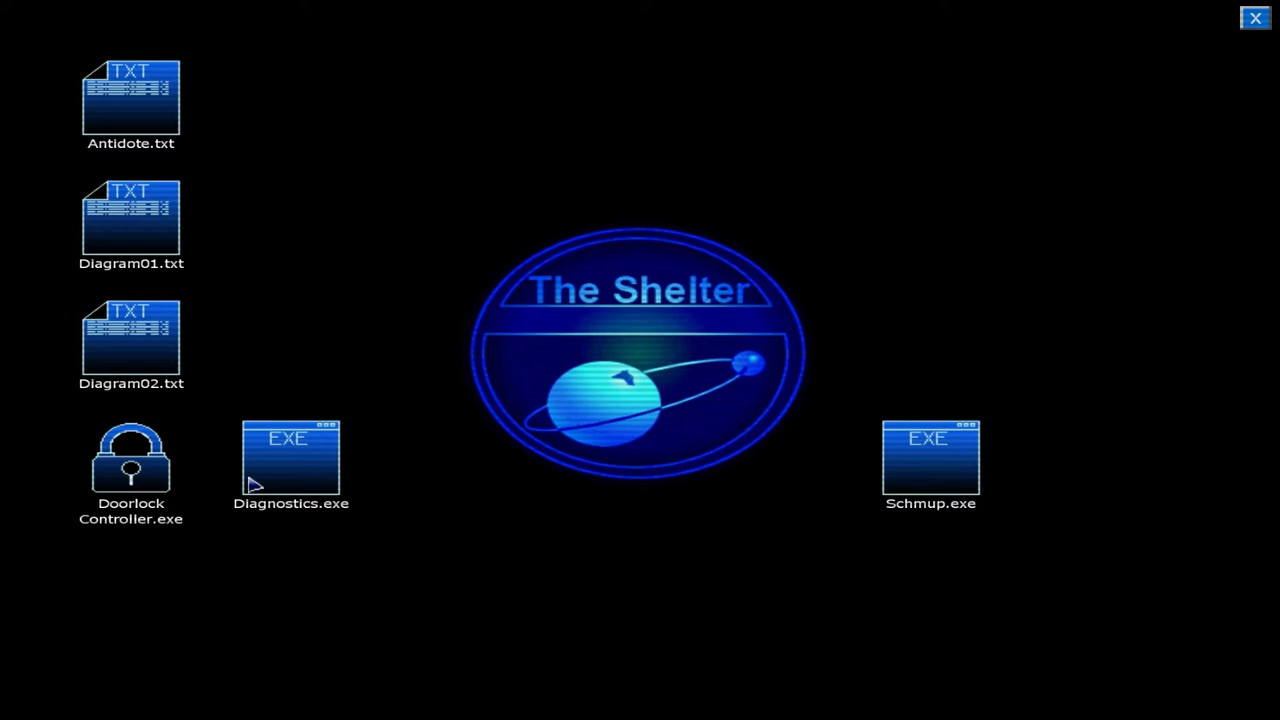 X
TXT
Antidote.txt
TXT
Diagram01.txt
TXT
Diagram02.txt
The Shelter
Doorlock
Controller.exe
EXE
Diagnostics.exe
EXE
Schmup.exe